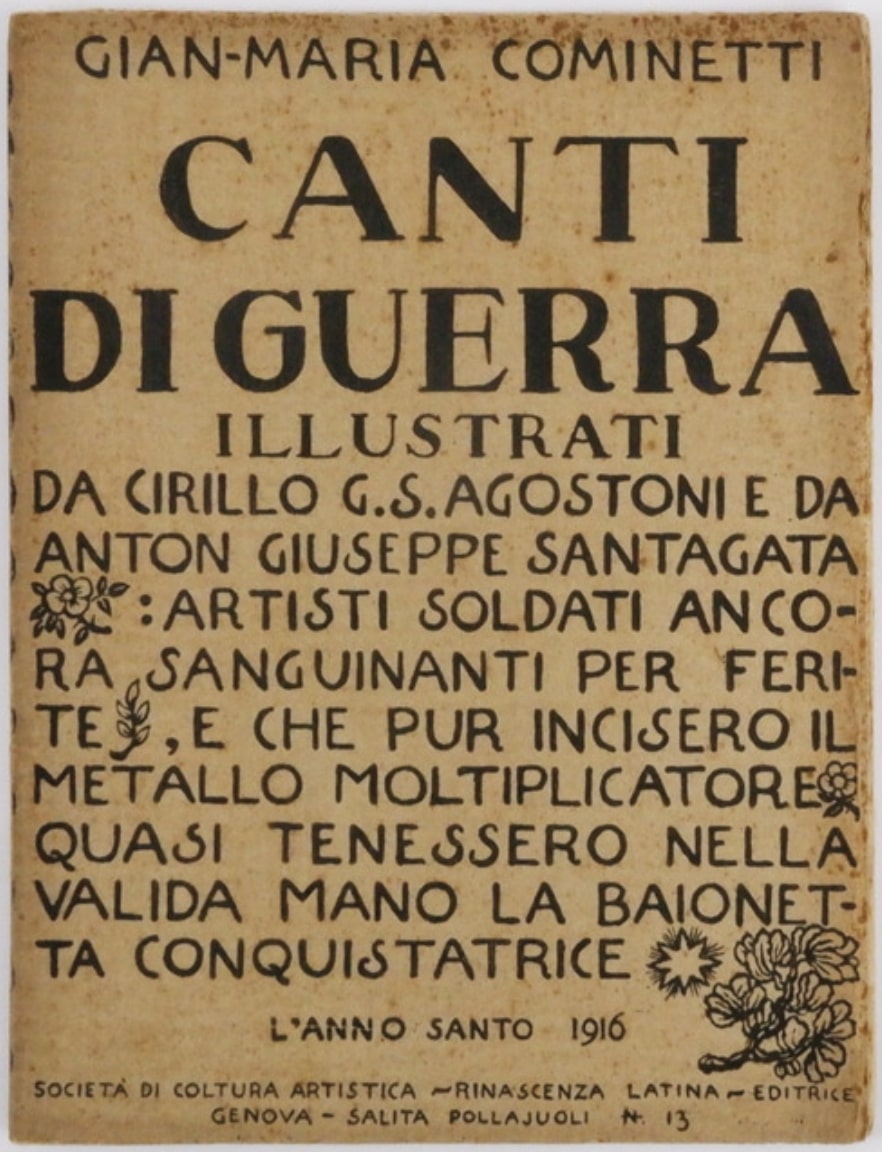 GIAN-MARIA COMINETTI
CANTI
DI GUERRA
ILLUSTRATI
DA CIRILLO G.S. AGOSTONI E DA
ANTON GIUSEPPE SANTAGATA
: ARTISTI SOLDATI ANCO-
RA SANGUINANTI PER FERI-
TE , E CHE PUR INCISERO IL
METALLO MOLTIPLICATORE
QUASI TENESSERO NELLA
VALIDA MANO LA BAIONET-
TA CONQUISTATRICE
L'ANNO SANTO 1916
SOCIETÀ DI COLTURA ARTISTICA ~ RINASCENZA LATINA ~ EDITRICE
GENOVA - SALITA POLLAJUOLI N. 13